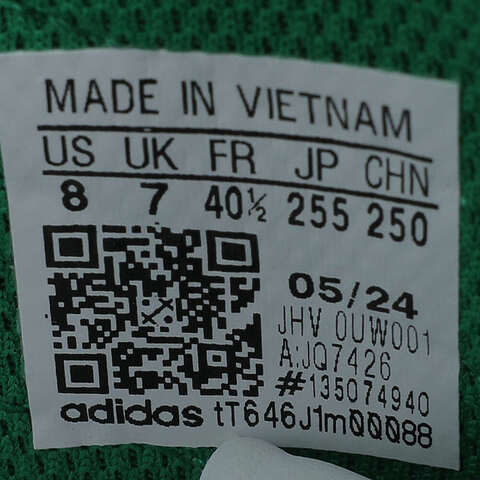 MADE IN VIETNAM
US UK FR JP CHN
8 7 40½ 255 250
05/24
JHV 0UW001
A:JQ7426
#135074940
adidas tT646J1m00088